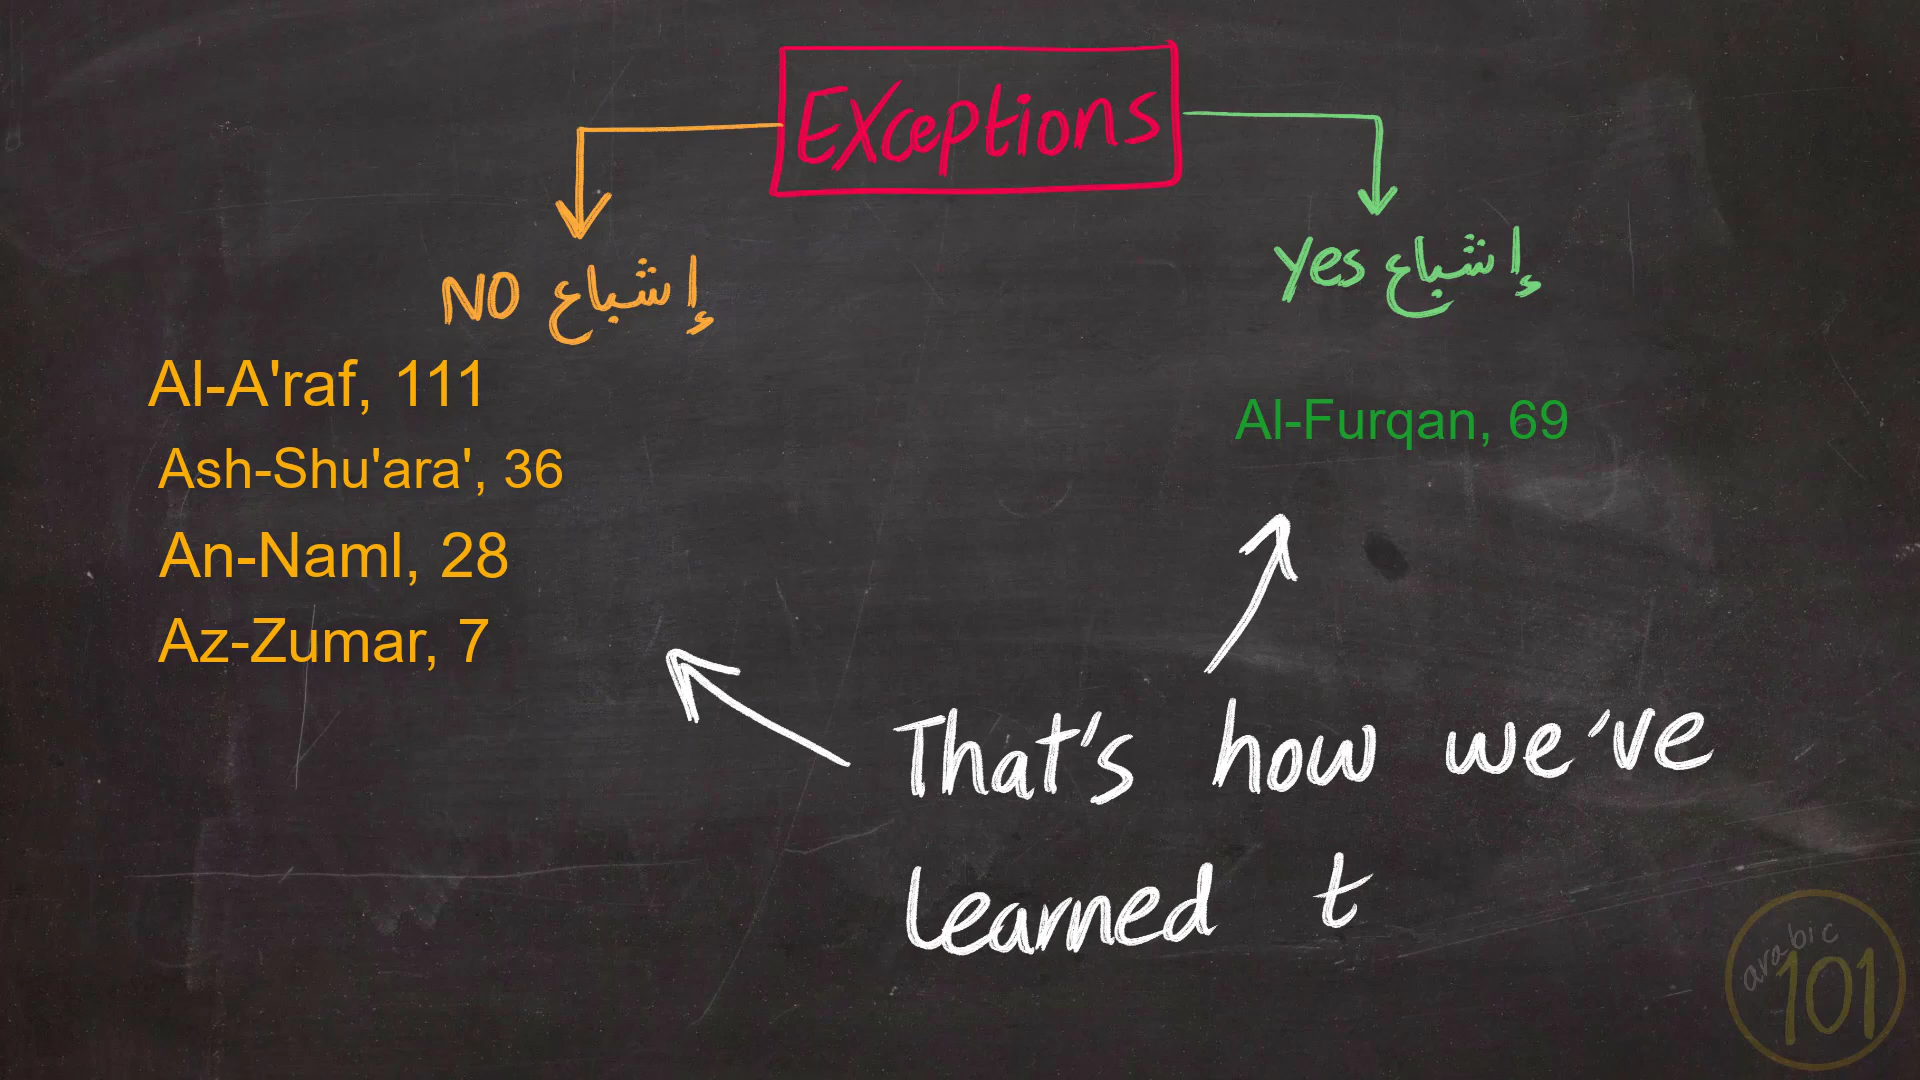 EXceptions
NO إشباع
Yes إشباع
Al-A'raf, 111
Ash-Shu'ara', 36
An-Naml, 28
Az-Zumar, 7
Al-Furqan, 69
That's how we've
learned t
arabic
101